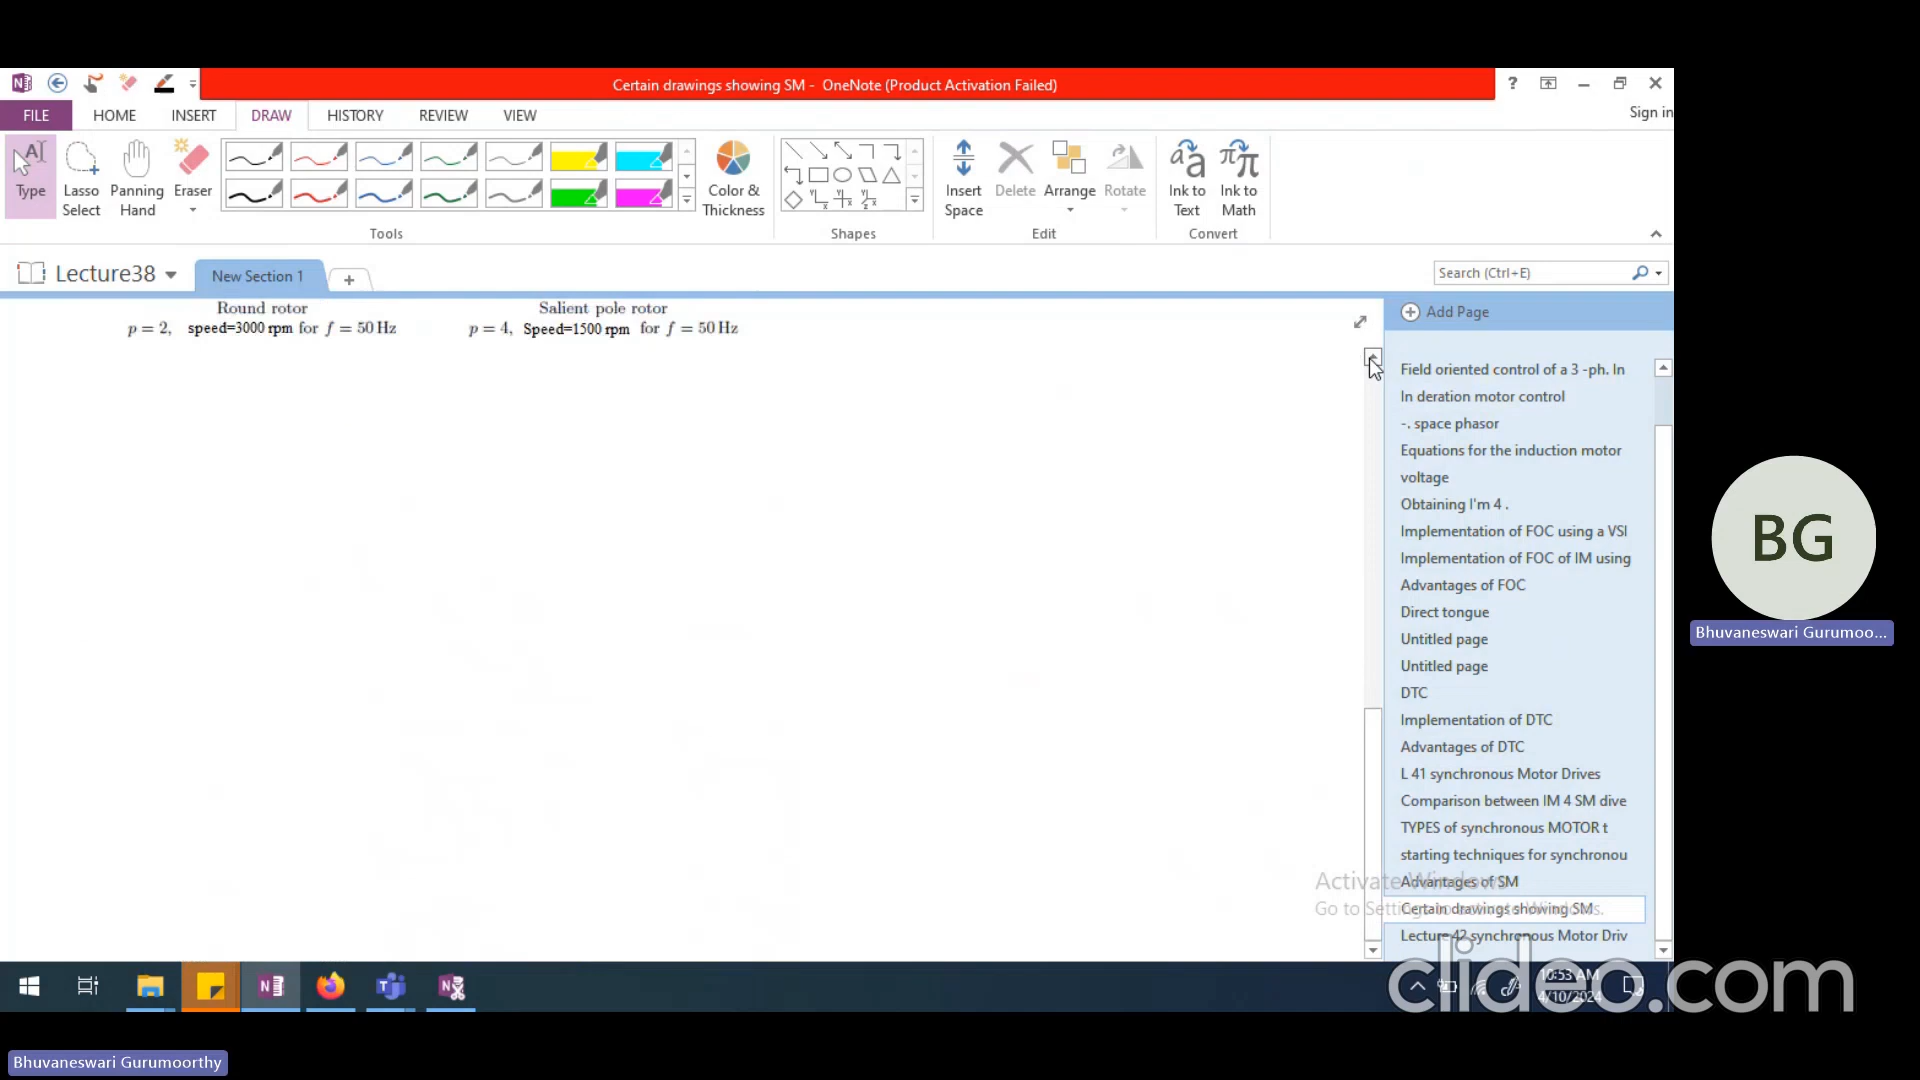 Certain drawings showing SM - OneNote (Product Activation Failed)
?
FILE HOME INSERT DRAW HISTORY REVIEW VIEW
Sign in
Type
Lasso Select
Panning Hand
Eraser
Color & Thickness
Insert Space
Delete
Arrange
Rotate
Ink to Text
Ink to Math
Tools
Shapes
Edit
Convert
Lecture38
New Section 1
Search (Ctrl+E)
Round rotor
p = 2, speed=3000 rpm for f = 50 Hz
Salient pole rotor
p = 4, Speed=1500 rpm for f = 50 Hz
Add Page
Field oriented control of a 3 -ph. In
In deration motor control
-. space phasor
Equations for the induction motor
voltage
Obtaining I'm 4 .
Implementation of FOC using a VSI
Implementation of FOC of IM using
Advantages of FOC
Direct tongue
Untitled page
Untitled page
DTC
Implementation of DTC
Advantages of DTC
L 41 synchronous Motor Drives
Comparison between IM 4 SM dive
TYPES of synchronous MOTOR t
starting techniques for synchronou
Advantages of SM
Certain drawings showing SM
Lecture 42 synchronous Motor Driv
Activate Windows
Go to Settings to activate Windows.
BG
Bhuvaneswari Gurumoo...
10:53 AM
4/10/2024
clideo.com
Bhuvaneswari Gurumoorthy